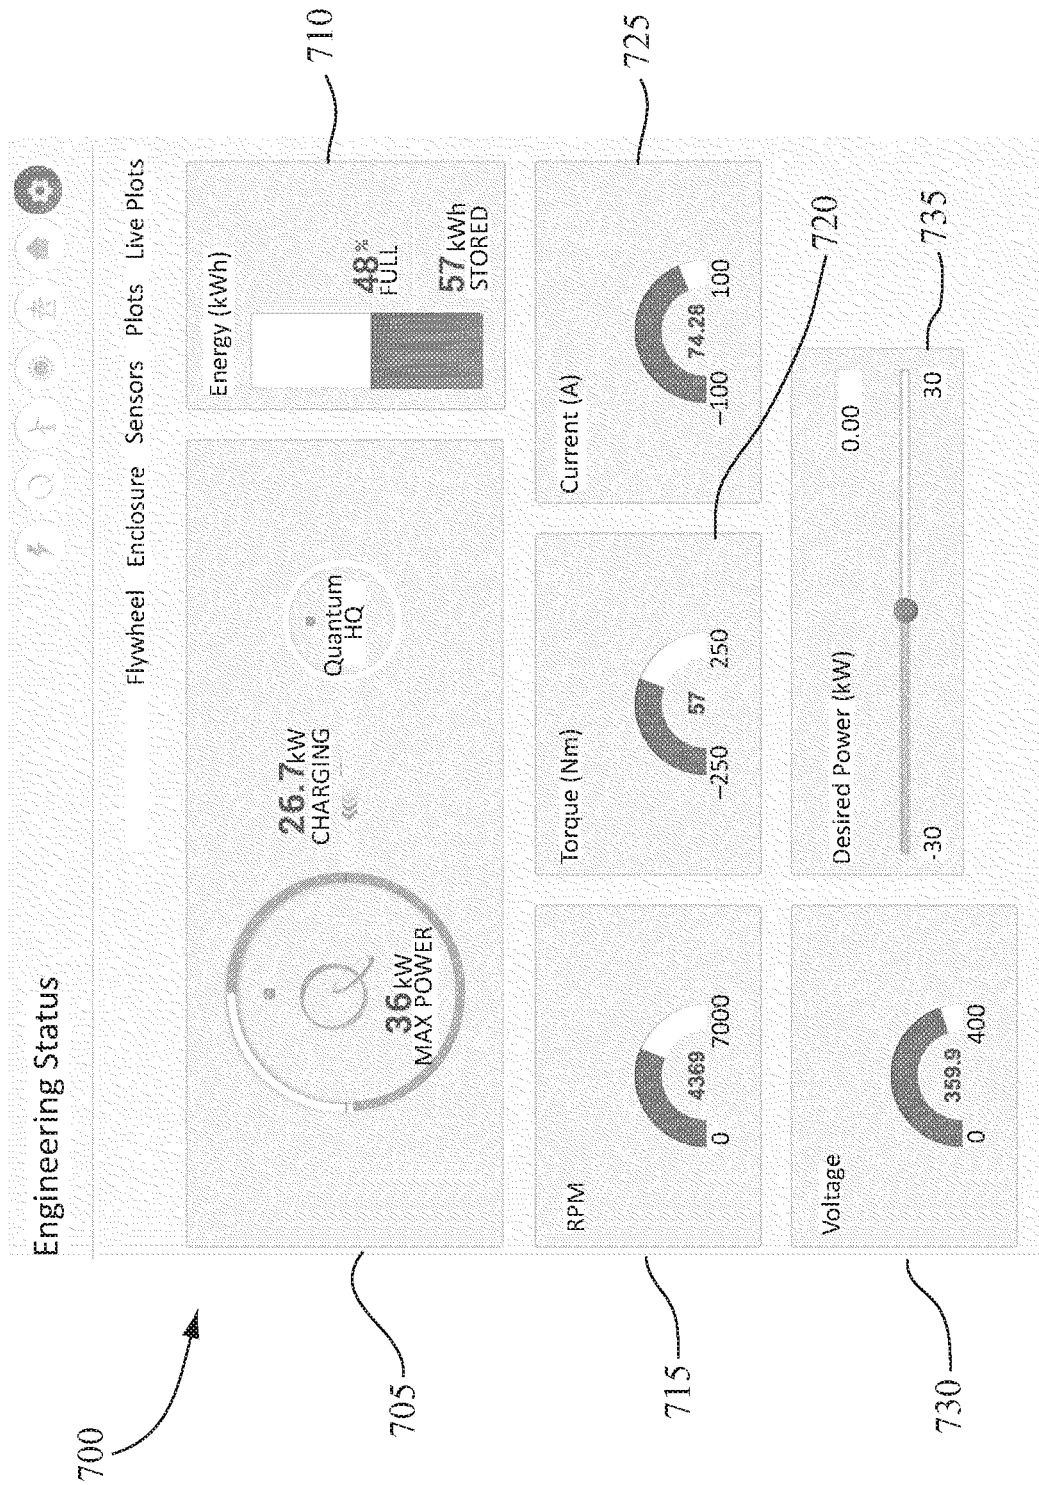 700
Engineering Status
Flywheel Enclosure Sensors Plots Live Plots
705
36kW
MAX POWER
26.7kW
CHARGING
Quantum
HQ
710
Energy (kWh)
48%
FULL
57 kWh
STORED
715
RPM
4369
0 7000
720
Torque (Nm)
57
–250 250
725
Current (A)
74.28
–100 100
730
Voltage
359.9
0 400
735
Desired Power (kW)
0.00
-30 30